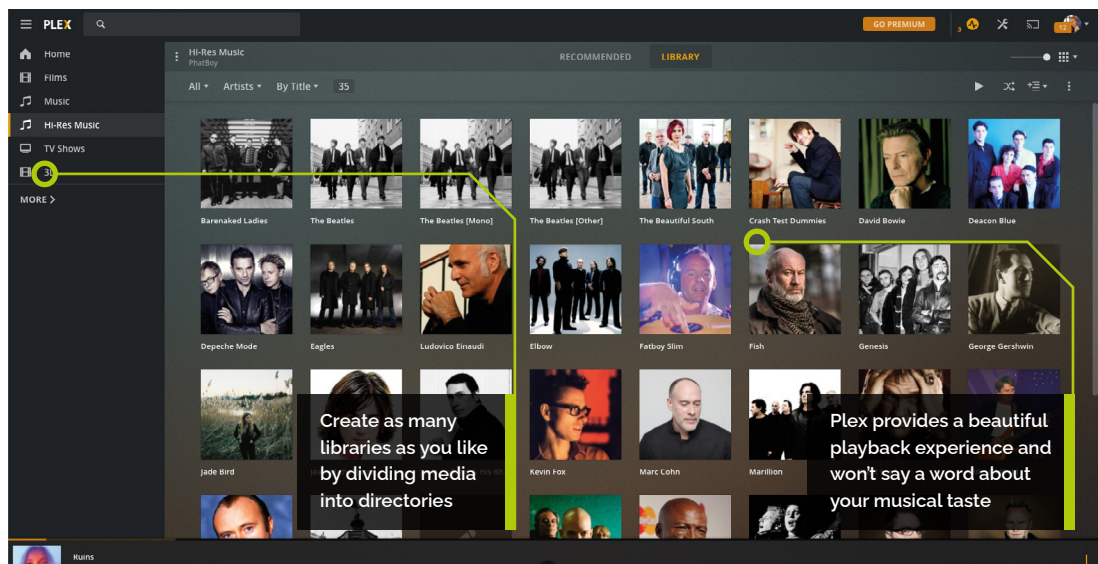 PLEX
GO PREMIUM
3
12
Home
Films
Music
Hi-Res Music
TV Shows
3D
MORE >
Hi-Res Music
PhatBoy
RECOMMENDED
LIBRARY
All
Artists
By Title
35
Barenaked Ladies
The Beatles
The Beatles [Mono]
The Beatles [Other]
The Beautiful South
Crash Test Dummies
David Bowie
Deacon Blue
Depeche Mode
Eagles
Ludovico Einaudi
Elbow
Fatboy Slim
Fish
Genesis
George Gershwin
Jade Bird
Kevin Fox
Marc Cohn
Marillion
Create as many
libraries as you like
by dividing media
into directories
Plex provides a beautiful
playback experience and
won't say a word about
your musical taste
Ruins